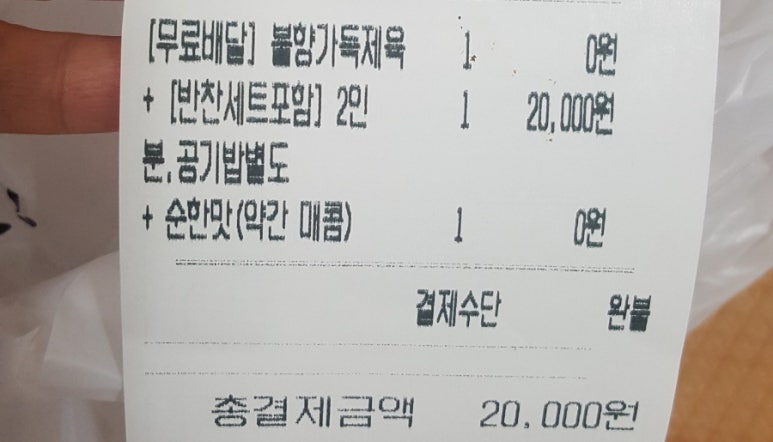 [무료배달] 불향가득제육 1 0원
+ [반찬세트포함] 2인 1 20,000원
분,공기밥별도
+ 순한맛(약간 매콤) 1 0원
결제수단 완불
총결제금액 20,000원